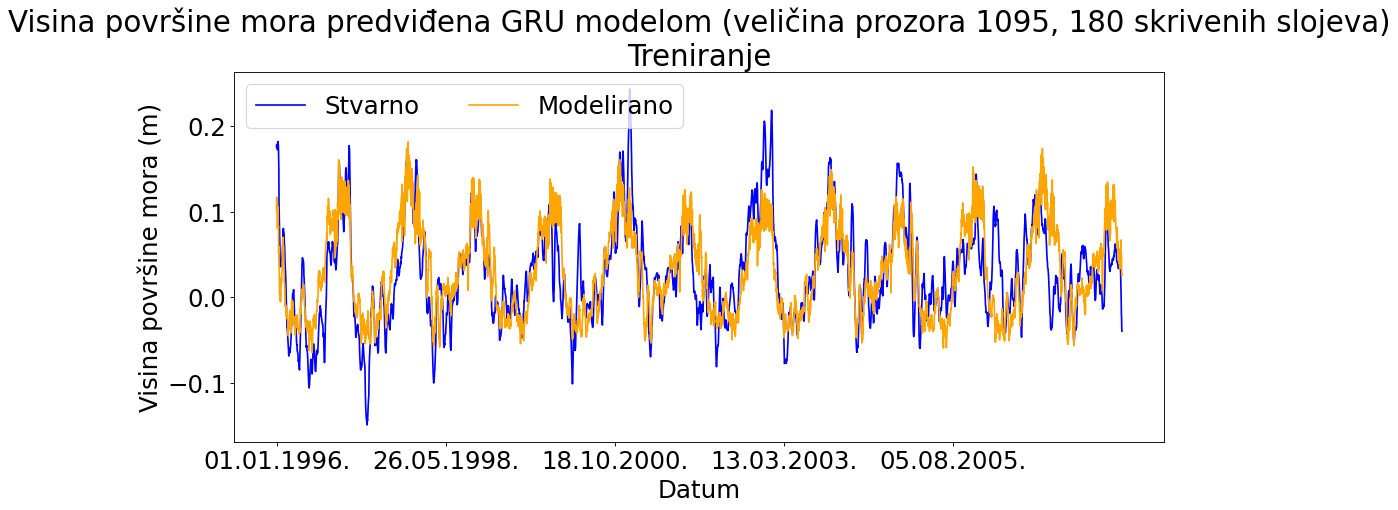 Visina površine mora predviđena GRU modelom (veličina prozora 1095, 180 skrivenih slojeva)
Treniranje
Stvarno
Modelirano
Visina površine mora (m)
0.2
0.1
0.0
−0.1
01.01.1996.
26.05.1998.
18.10.2000.
13.03.2003.
05.08.2005.
Datum